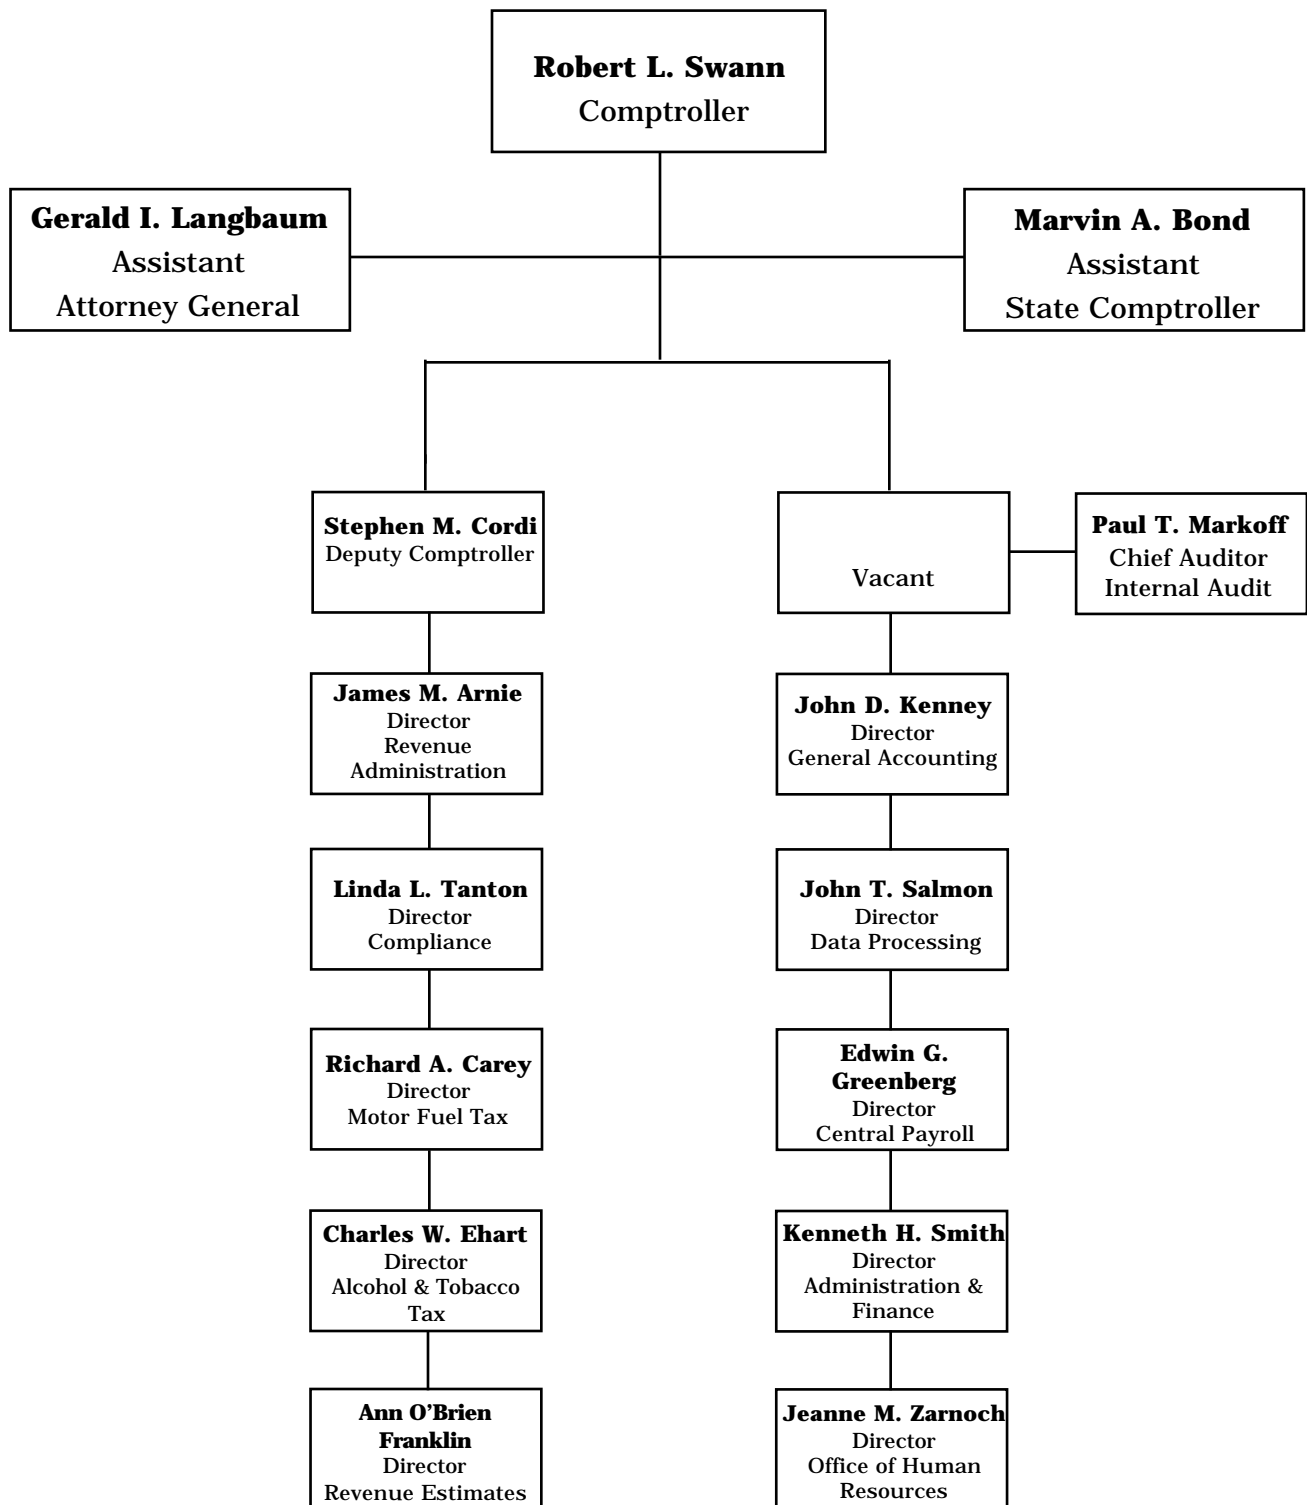 Robert L. Swann
Comptroller
Gerald I. Langbaum
Assistant
Attorney General
Marvin A. Bond
Assistant
State Comptroller
Stephen M. Cordi
Deputy Comptroller
Vacant
Paul T. Markoff
Chief Auditor
Internal Audit
James M. Arnie
Director
Revenue
Administration
John D. Kenney
Director
General Accounting
Linda L. Tanton
Director
Compliance
John T. Salmon
Director
Data Processing
Richard A. Carey
Director
Motor Fuel Tax
Edwin G.
Greenberg
Director
Central Payroll
Charles W. Ehart
Director
Alcohol & Tobacco
Tax
Kenneth H. Smith
Director
Administration &
Finance
Ann O'Brien
Franklin
Director
Revenue Estimates
Jeanne M. Zarnoch
Director
Office of Human
Resources